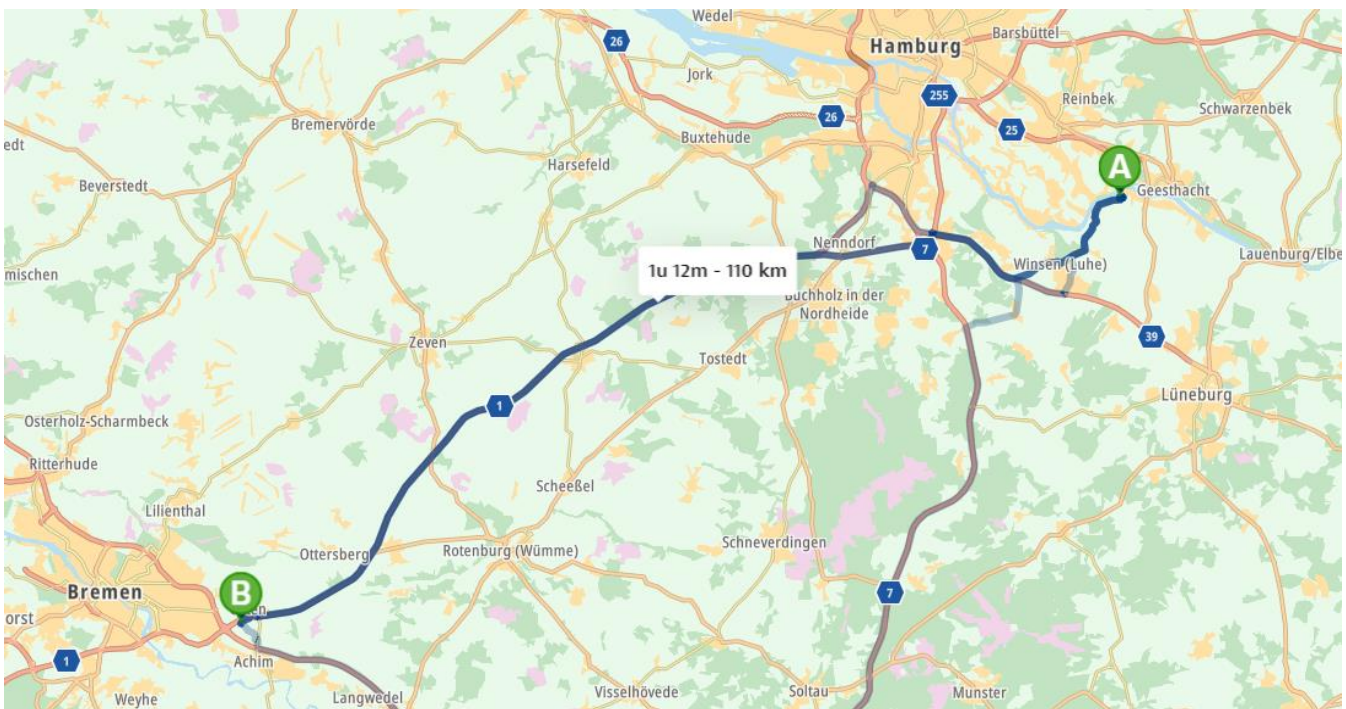 Wedel
Hamburg
Barsbüttel
26
Jork
255
Reinbek
Schwarzenbek
26
25
Bremervörde
Buxtehude
edt
Harsefeld
A
Beverstedt
Geesthacht
Nenndorf
7
Lauenburg/Elbe
mischen
1u 12m - 110 km
Winsen (Luhe)
Buchholz in der
Nordheide
39
Zeven
Tostedt
Lüneburg
1
Osterholz-Scharmbeck
Ritterhude
Scheeßel
Lilienthal
Schneverdingen
Ottersberg
Rotenburg (Wümme)
Bremen
B
7
en
orst
1
Achim
Weyhe
Langwedel
Visselhövede
Soltau
Munster